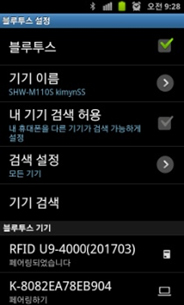 오전 9:28
블루투스 설정
블루투스
기기 이름
SHW-M110S kimynSS
내 기기 검색 허용
내 휴대폰을 다른 기기가 검색 가능하게
설정
검색 설정
모든 기기
기기 검색
블루투스 기기
RFID U9-4000(201703)
페어링되었습니다
K-8082EA78EB904
페어링하기